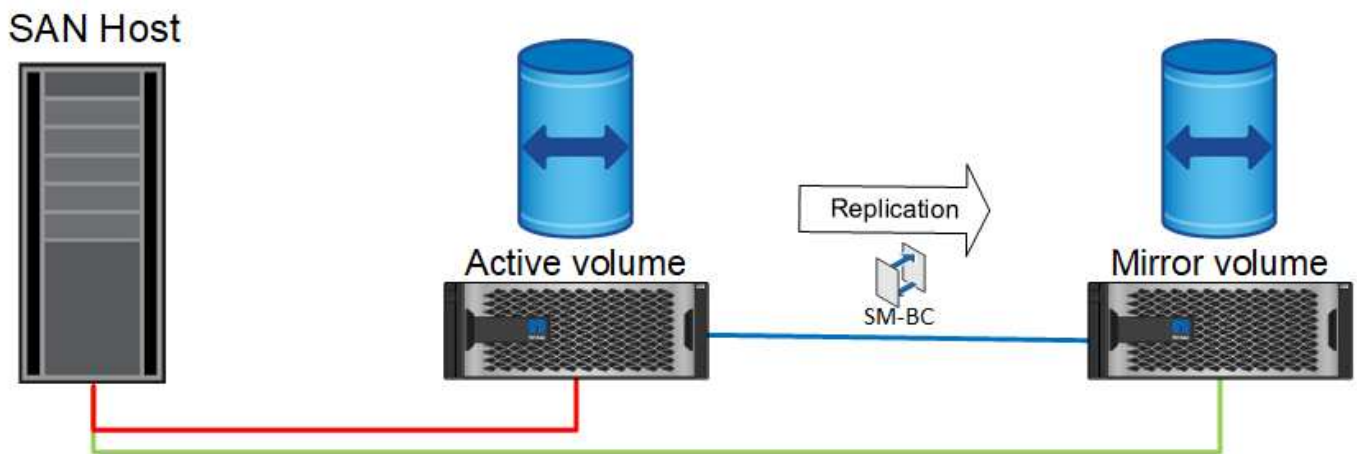 SAN Host
Replication
Active volume
Mirror volume
SM-BC